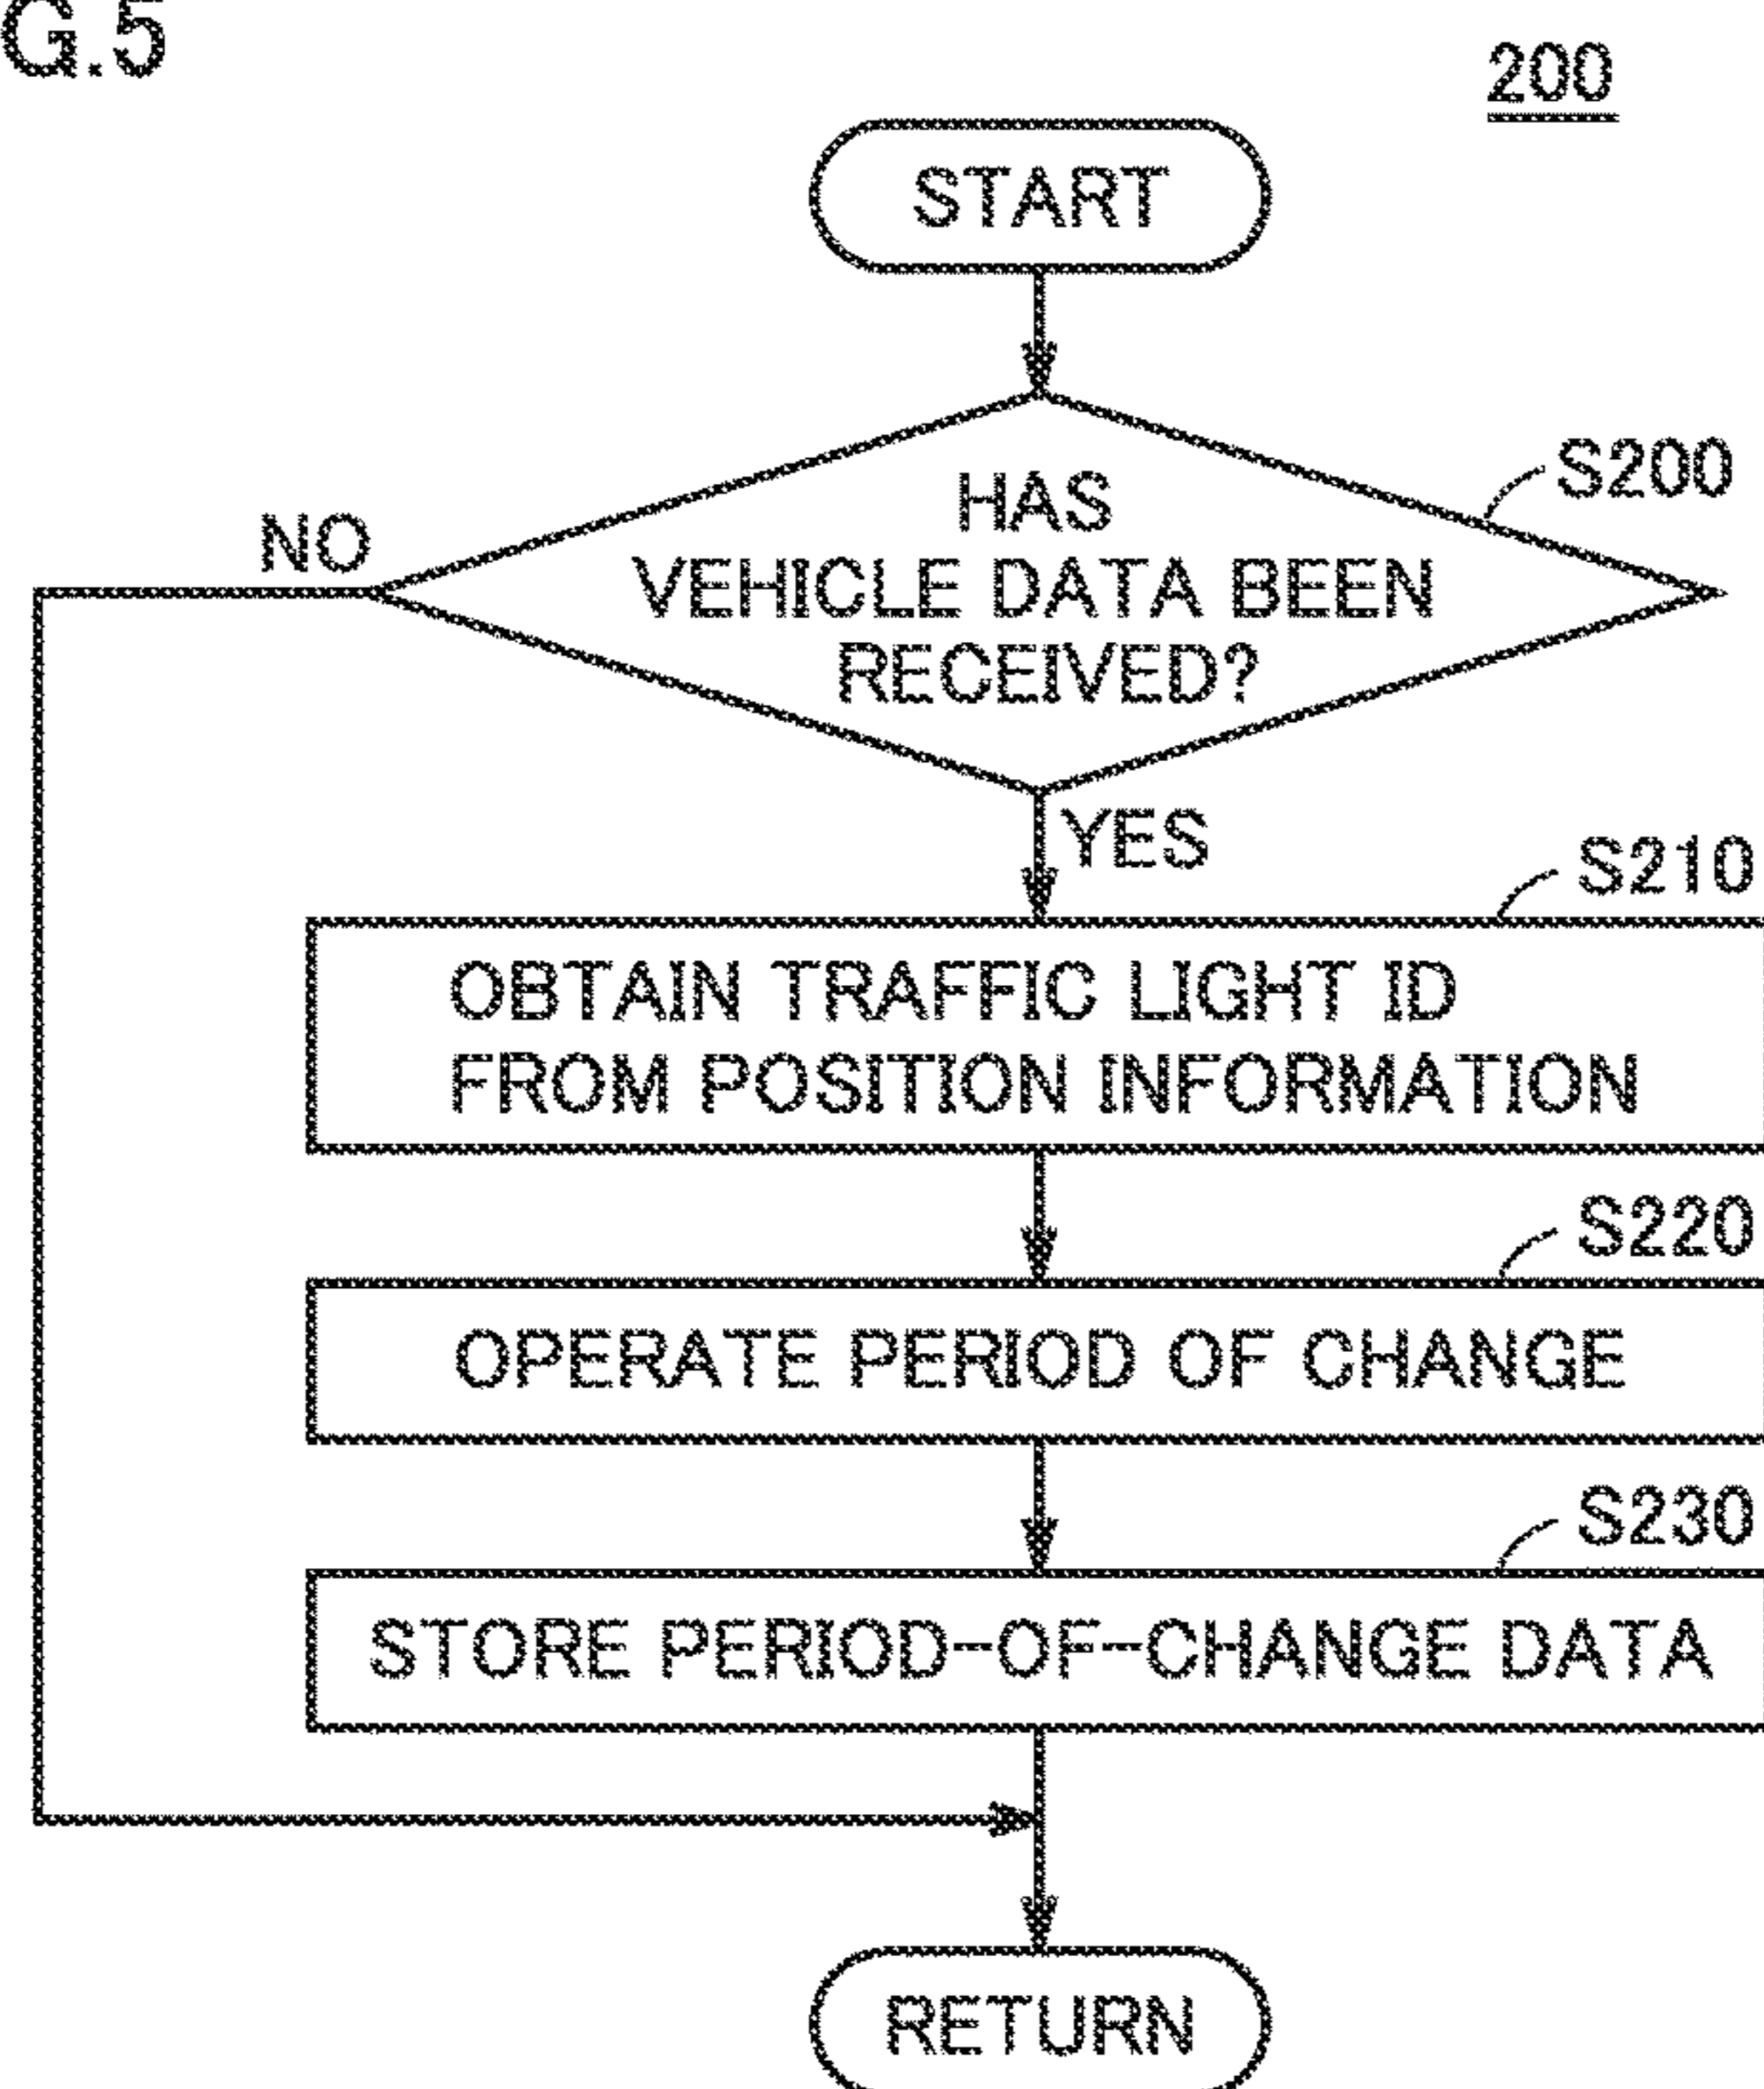 G.5
200
START
HAS
VEHICLE DATA BEEN
RECEIVED?
S200
NO
YES
S210
OBTAIN TRAFFIC LIGHT ID
FROM POSITION INFORMATION
S220
OPERATE PERIOD OF CHANGE
S230
STORE PERIOD-OF-CHANGE DATA
RETURN